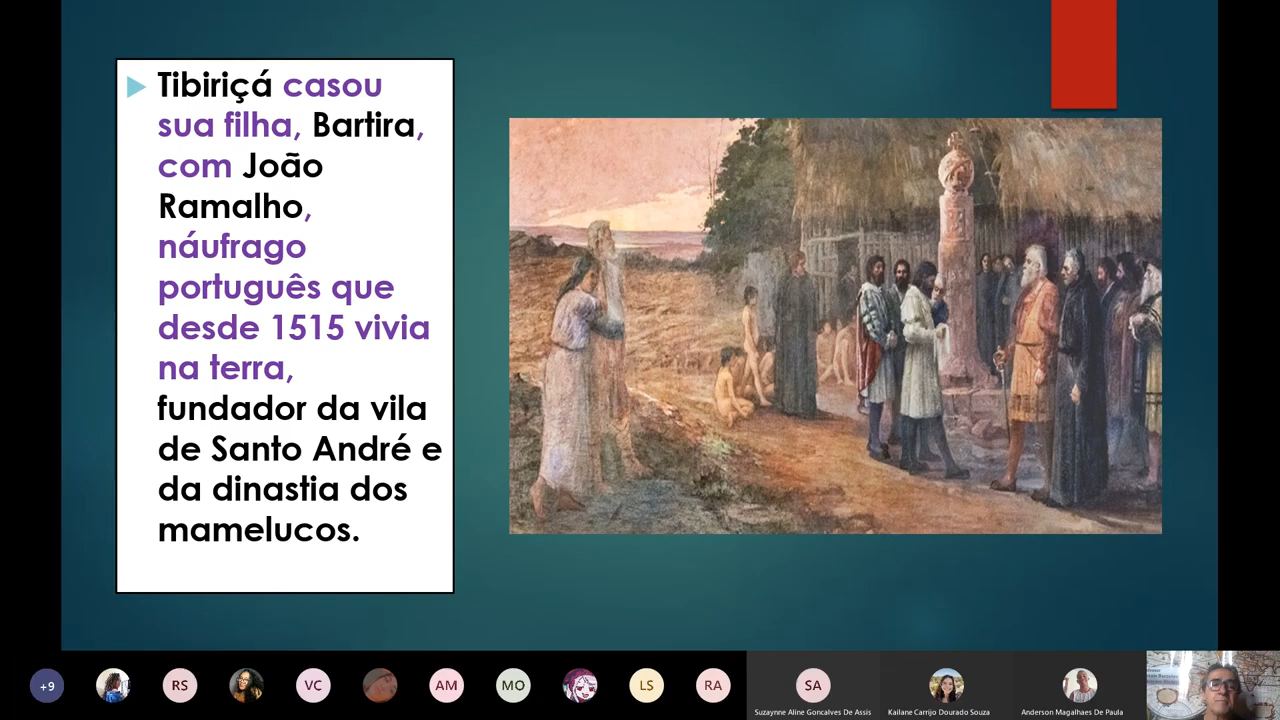 Tibiriçá casou
sua filha, Bartira,
com João
Ramalho,
náufrago
português que
desde 1515 vivia
na terra,
fundador da vila
de Santo André e
da dinastia dos
mamelucos.
+9
RS
VC
AM
MO
LS
RA
SA
Suzaynne Aline Goncalves De Assis
Kailane Carrijo Dourado Souza
Anderson Magalhaes De Paula